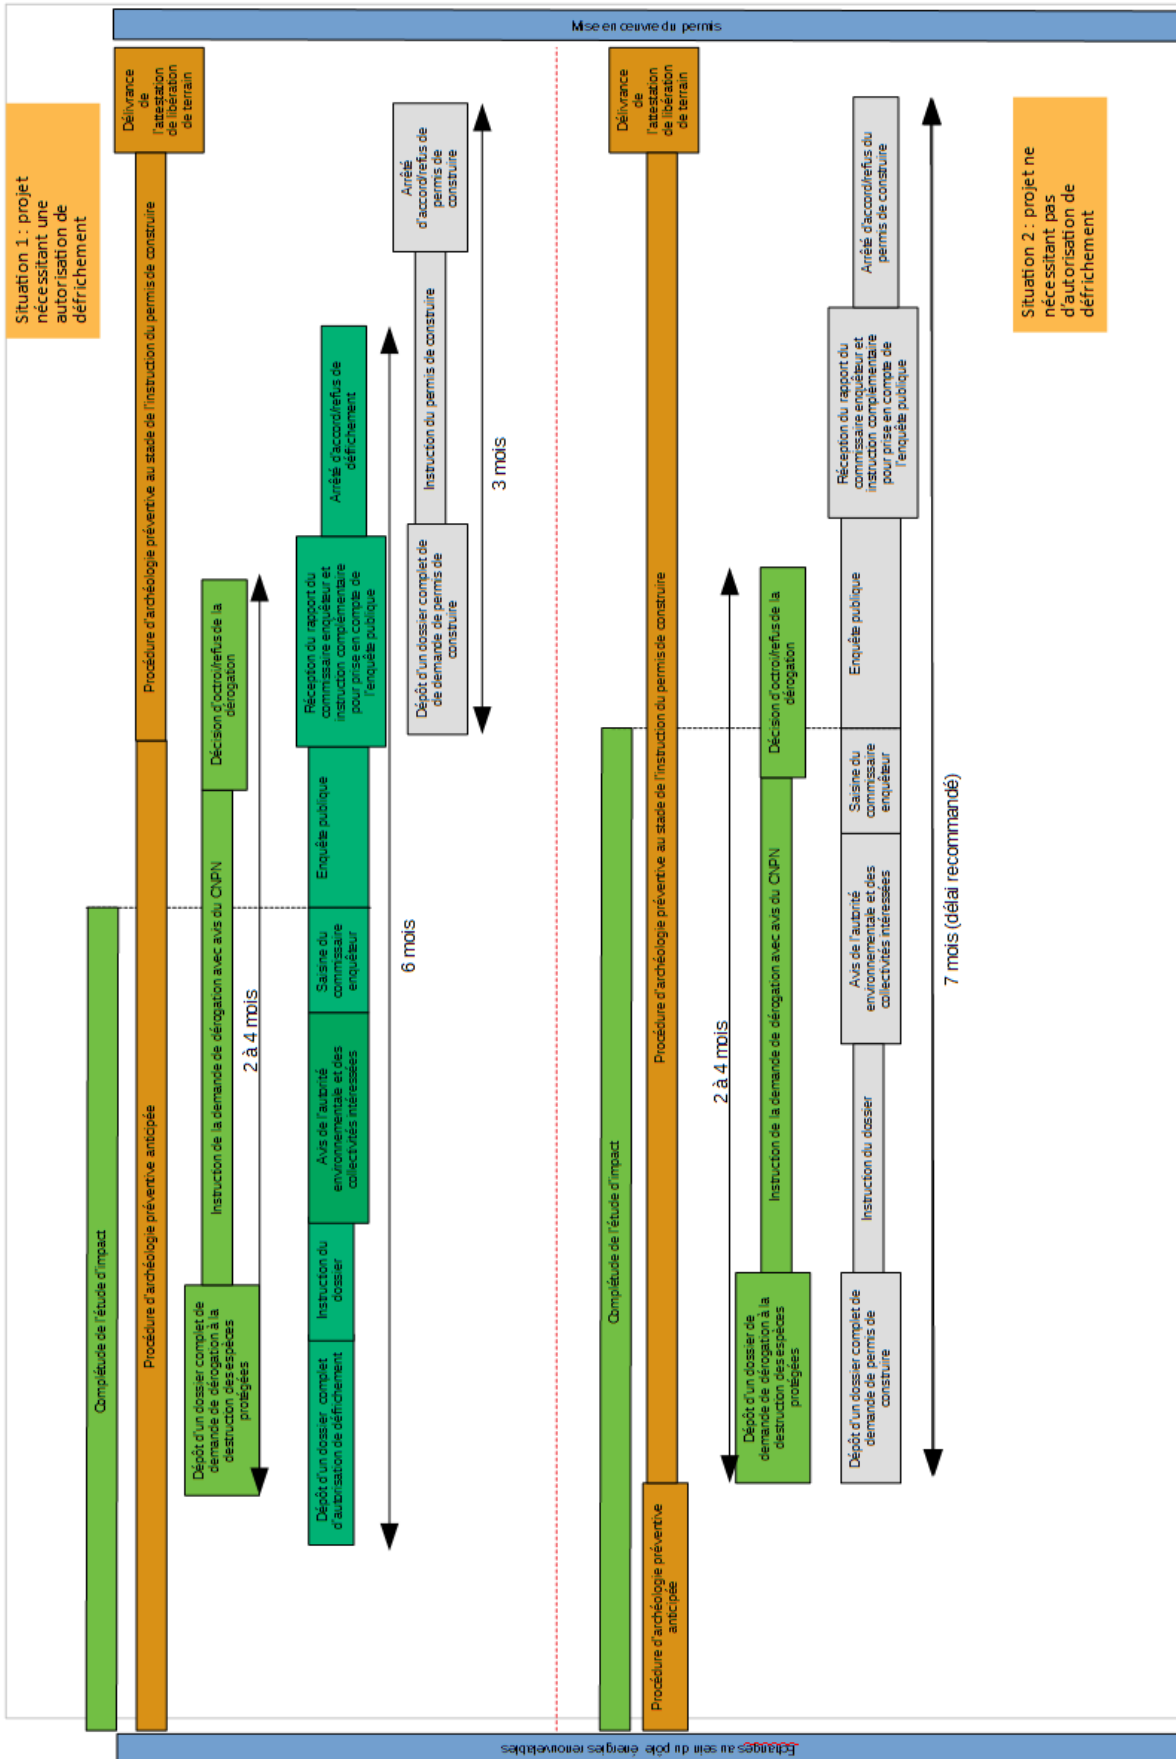 Mise en œuvre du permis
Situation 1 : projet
nécessitant une
autorisation de
défrichement
Complétude de l'étude d'impact
Procédure d'archéologie préventive anticipée
Procédure d'archéologie préventive au stade de l'instruction du permis de construire
Délivrance
de
l'attestation
de libération
de terrain
Dépôt d'un dossier complet de
demande de dérogation à la
destruction des espèces
protégées
Instruction de la demande de dérogation avec avis du CNPN
Décision d'octroi/refus de la
dérogation
2 à 4 mois
Dépôt d'un dossier complet
d'autorisation de défrichement
Instruction du
dossier
Avis de l'autorité
environnementale et des
collectivités intéressées
Saisine du
commissaire
enquêteur
Enquête publique
Réception du rapport du
commissaire enquêteur et
instruction complémentaire
pour prise en compte de
l'enquête publique
Arrêté d'accord/refus de
défrichement
6 mois
Dépôt d'un dossier complet de
de demande de permis de
construire
Instruction du permis de construire
Arrêté
d'accord/refus de
permis de
construire
3 mois
Complétude de l'étude d'impact
Procédure d'archéologie préventive
anticipée
Procédure d'archéologie préventive au stade de l'instruction du permis de construire
Délivrance
de
l'attestation
de libération
de terrain
2 à 4 mois
Dépôt d'un dossier de
demande de dérogation à la
destruction des espèces
protégées
Instruction de la demande de dérogation avec avis du CNPN
Décision d'octroi/refus de la
dérogation
Dépôt d'un dossier complet de
demande de permis de
construire
Instruction du dossier
Avis de l'autorité
environnementale et des
collectivités intéressées
Saisine du
commissaire
enquêteur
Enquête publique
Réception du rapport du
commissaire enquêteur et
instruction complémentaire
pour prise en compte de
l'enquête publique
Arrêté d'accord/refus du
permis de construire
7 mois (délai recommandé)
Situation 2 : projet ne
nécessitant pas
d'autorisation de
défrichement
Echanges au sein du pôle énergies renouvelables